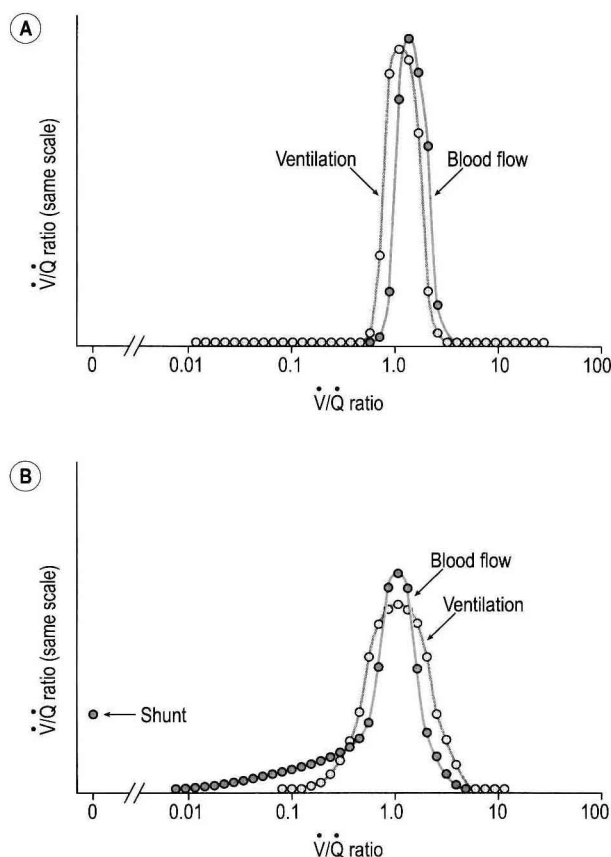 A
V̇/Q̇ ratio (same scale)
Ventilation
Blood flow
0 0.01 0.1 1.0 10 100
V̇/Q̇ ratio
B
V̇/Q̇ ratio (same scale)
Blood flow
Ventilation
Shunt
0 0.01 0.1 1.0 10 100
V̇/Q̇ ratio